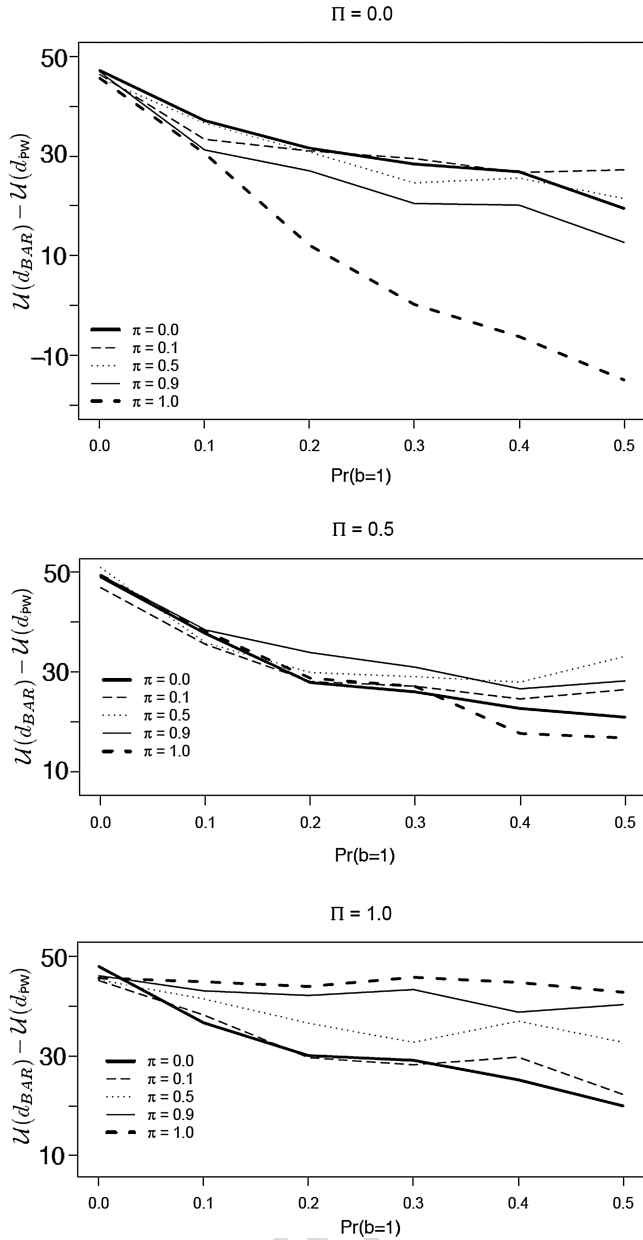 Π = 0.0
U(d_BAR) − U(d_PW)
50
30
10
−10
π = 0.0
π = 0.1
π = 0.5
π = 0.9
π = 1.0
0.0 0.1 0.2 0.3 0.4 0.5
Pr(b=1)
Π = 0.5
U(d_BAR) − U(d_PW)
50
30
10
π = 0.0
π = 0.1
π = 0.5
π = 0.9
π = 1.0
0.0 0.1 0.2 0.3 0.4 0.5
Pr(b=1)
Π = 1.0
U(d_BAR) − U(d_PW)
50
30
10
π = 0.0
π = 0.1
π = 0.5
π = 0.9
π = 1.0
0.0 0.1 0.2 0.3 0.4 0.5
Pr(b=1)